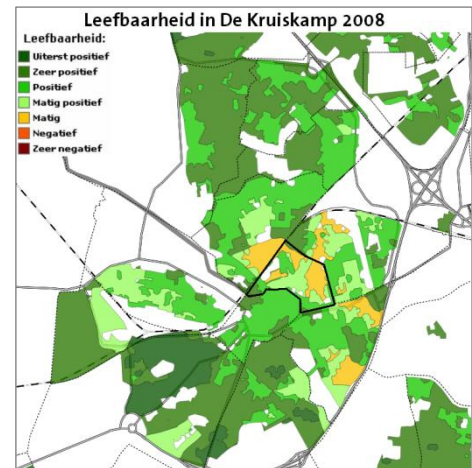 Leefbaarheid in De Kruiskamp 2008
Leefbaarheid:
Uiterst positief
Zeer positief
Positief
Matig positief
Matig
Negatief
Zeer negatief